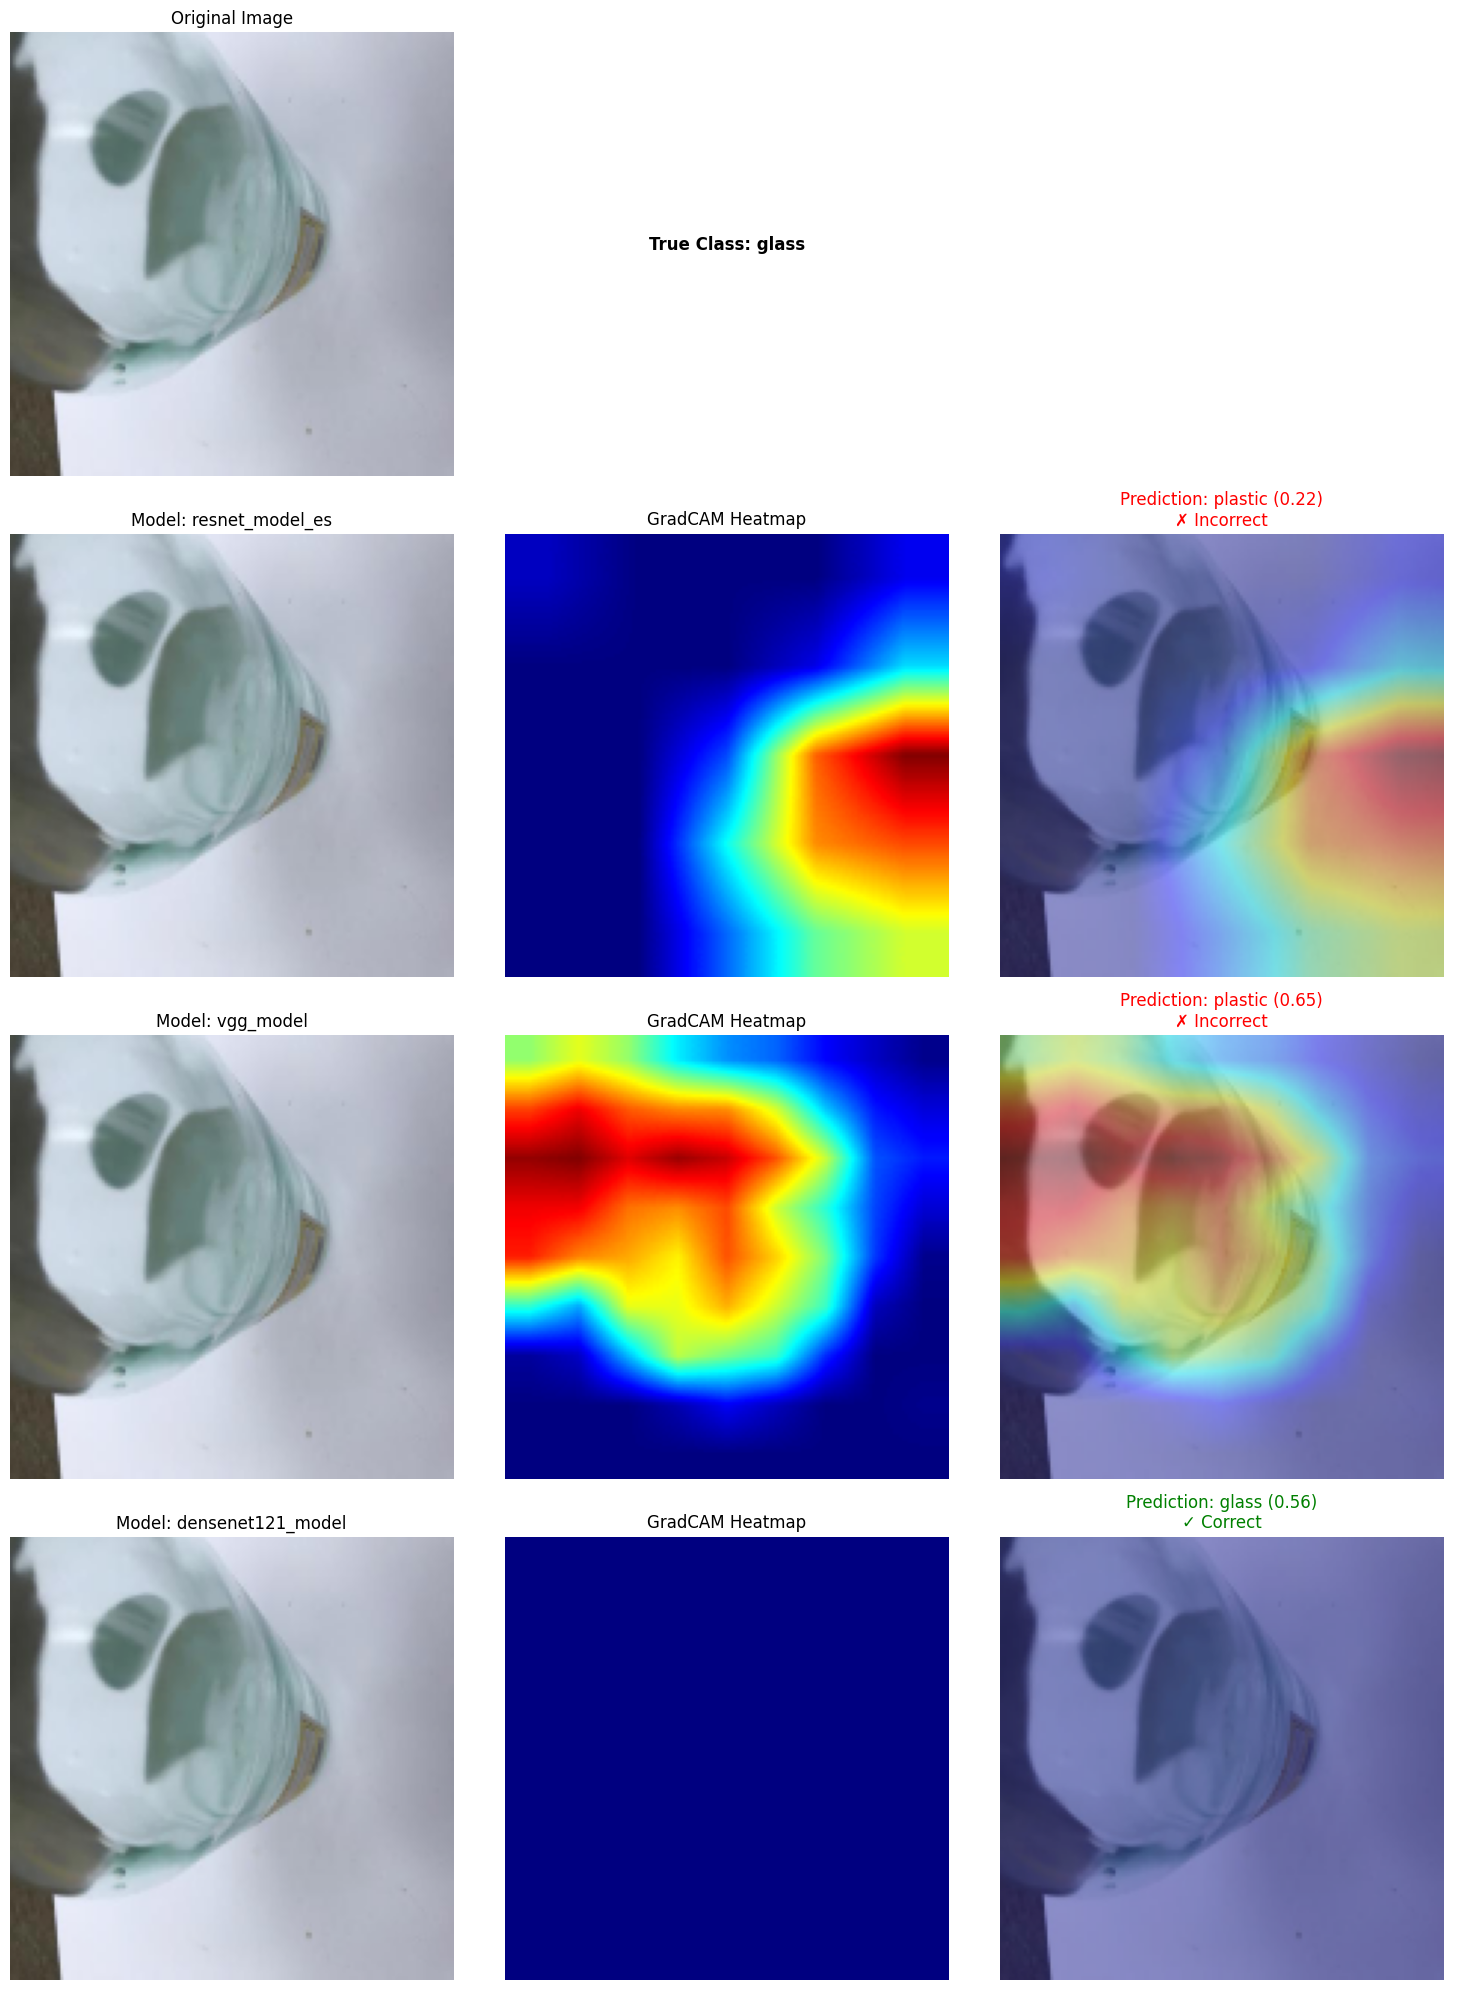 Original Image
True Class: glass
Model: resnet_model_es
GradCAM Heatmap
Prediction: plastic (0.22)
✗ Incorrect
Model: vgg_model
GradCAM Heatmap
Prediction: plastic (0.65)
✗ Incorrect
Model: densenet121_model
GradCAM Heatmap
Prediction: glass (0.56)
✓ Correct